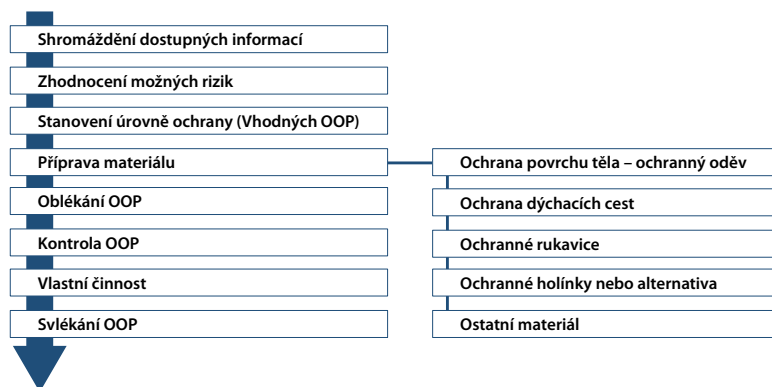 Shromáždění dostupných informací
Zhodnocení možných rizik
Stanovení úrovně ochrany (Vhodných OOP)
Příprava materiálu
Oblékání OOP
Kontrola OOP
Vlastní činnost
Svlékání OOP
Ochrana povrchu těla – ochranný oděv
Ochrana dýchacích cest
Ochranné rukavice
Ochranné holínky nebo alternativa
Ostatní materiál